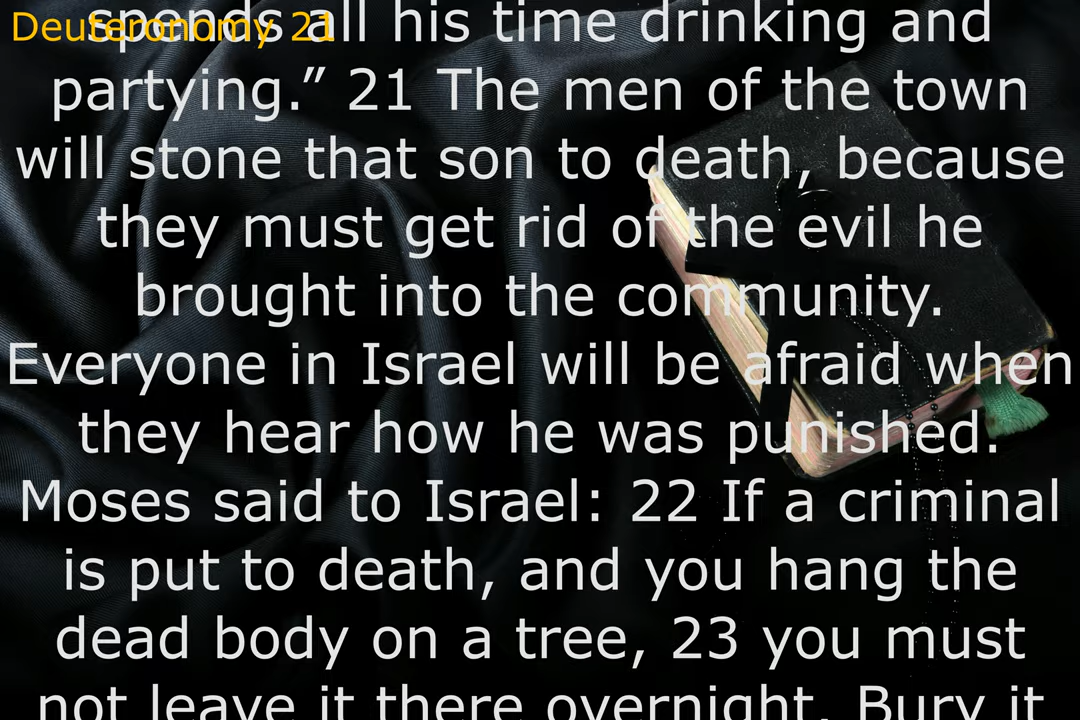 Deuteronomy 21
spends all his time drinking and
partying.” 21 The men of the town
will stone that son to death, because
they must get rid of the evil he
brought into the community.
Everyone in Israel will be afraid when
they hear how he was punished.
Moses said to Israel: 22 If a criminal
is put to death, and you hang the
dead body on a tree, 23 you must
not leave it there overnight. Bury it